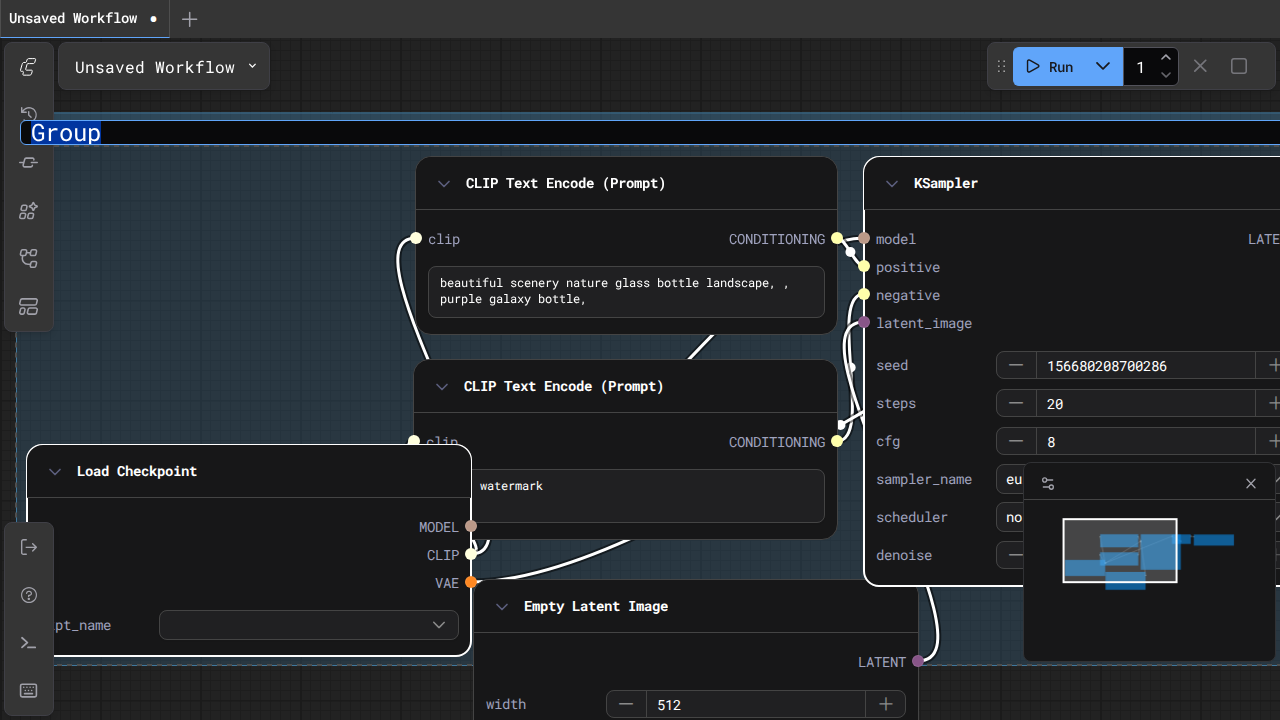 Unsaved Workflow
Unsaved Workflow
Run
1
Group
CLIP Text Encode (Prompt)
clip
CONDITIONING
beautiful scenery nature glass bottle landscape, ,
purple galaxy bottle,
CLIP Text Encode (Prompt)
clip
CONDITIONING
watermark
KSampler
model
LATE
positive
negative
latent_image
seed
156680208700286
steps
20
cfg
8
sampler_name
eu
scheduler
no
denoise
Load Checkpoint
MODEL
CLIP
VAE
pt_name
Empty Latent Image
LATENT
width
512